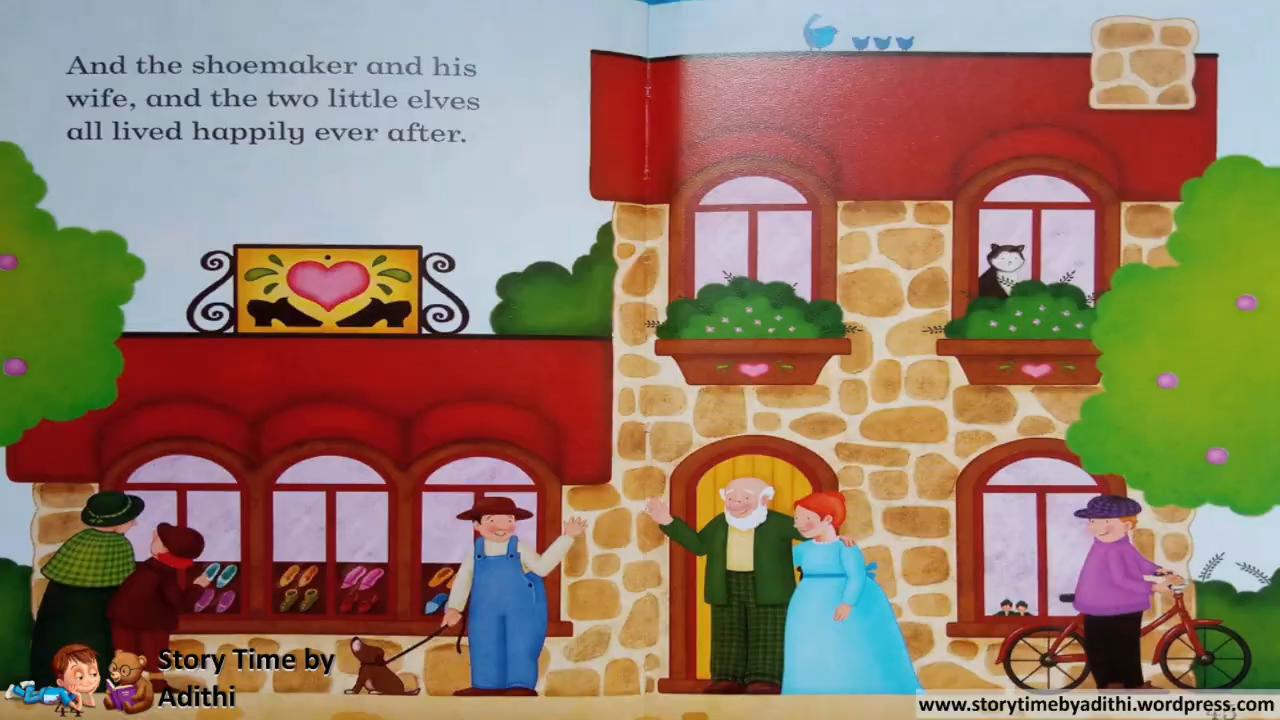 And the shoemaker and his
wife, and the two little elves
all lived happily ever after.
Story Time by
Adithi
www.storytimebyadithi.wordpress.com